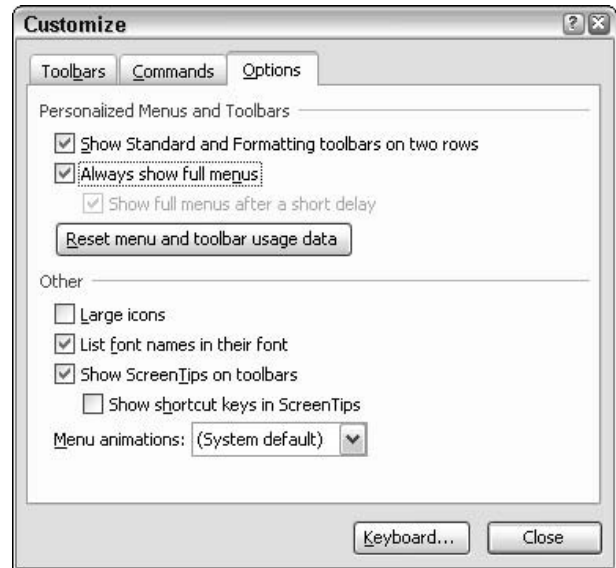 Customize
Toolbars Commands Options
Personalized Menus and Toolbars
Show Standard and Formatting toolbars on two rows
Always show full menus
Show full menus after a short delay
Reset menu and toolbar usage data
Other
Large icons
List font names in their font
Show ScreenTips on toolbars
Show shortcut keys in ScreenTips
Menu animations: (System default)
Keyboard... Close